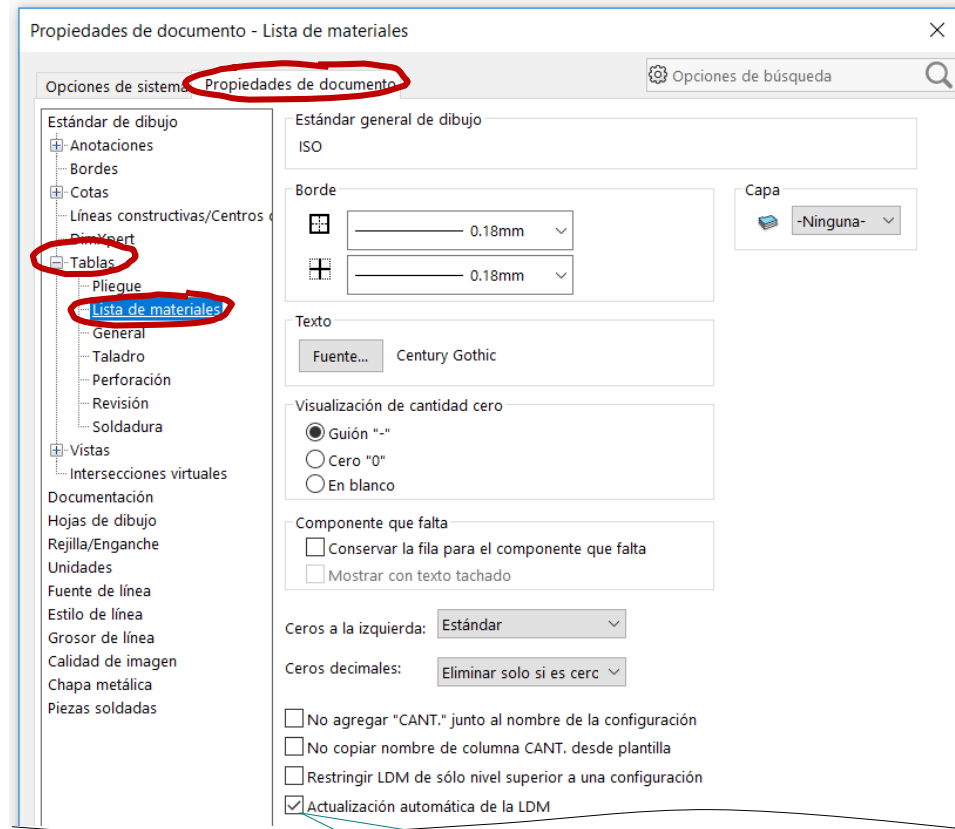 Propiedades de documento - Lista de materiales
Opciones de sistema
Propiedades de documento
Opciones de búsqueda
Estándar de dibujo
Anotaciones
Bordes
Cotas
Líneas constructivas/Centros
DimXpert
Tablas
Pliegue
Lista de materiales
General
Taladro
Perforación
Revisión
Soldadura
Vistas
Intersecciones virtuales
Documentación
Hojas de dibujo
Rejilla/Enganche
Unidades
Fuente de línea
Estilo de línea
Grosor de línea
Calidad de imagen
Chapa metálica
Piezas soldadas
Estándar general de dibujo
ISO
Borde
0.18mm
0.18mm
Capa
-Ninguna-
Texto
Fuente... Century Gothic
Visualización de cantidad cero
Guión "-"
Cero "0"
En blanco
Componente que falta
Conservar la fila para el componente que falta
Mostrar con texto tachado
Ceros a la izquierda: Estándar
Ceros decimales: Eliminar solo si es cerc
No agregar "CANT." junto al nombre de la configuración
No copiar nombre de columna CANT. desde plantilla
Restringir LDM de sólo nivel superior a una configuración
Actualización automática de la LDM